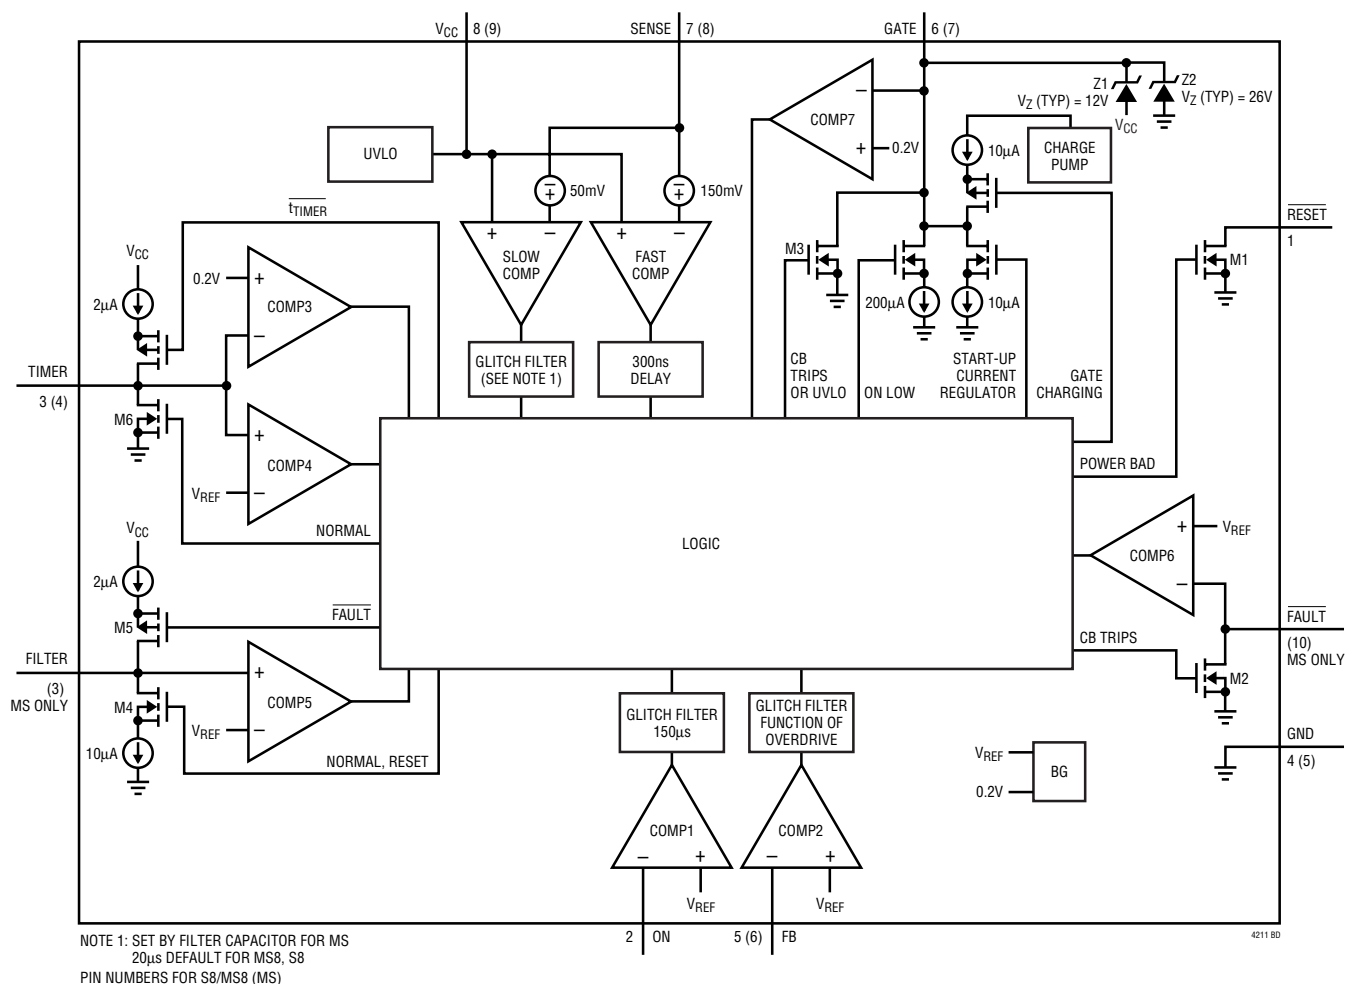 VCC 8 (9)
SENSE 7 (8)
GATE 6 (7)
Z1
VZ (TYP) = 12V
VCC
Z2
VZ (TYP) = 26V
COMP7
−
+
0.2V
10µA
CHARGE
PUMP
UVLO
−
+
50mV
−
+
150mV
tTIMER
+
−
SLOW
COMP
+
−
FAST
COMP
GLITCH FILTER
(SEE NOTE 1)
300ns
DELAY
M3
200µA
10µA
CB
TRIPS
OR UVLO
ON LOW
START-UP
CURRENT
REGULATOR
GATE
CHARGING
M1
RESET
1
VCC
2µA
0.2V
+
−
COMP3
TIMER
3 (4)
M6
+
VREF
−
COMP4
NORMAL
VCC
2µA
M5
FAULT
FILTER
(3)
MS ONLY
M4
10µA
+
VREF
−
COMP5
NORMAL, RESET
LOGIC
POWER BAD
+
VREF
−
COMP6
FAULT
(10)
MS ONLY
CB TRIPS
M2
GND
4 (5)
GLITCH FILTER
150µs
GLITCH FILTER
FUNCTION OF
OVERDRIVE
COMP1
−
+
VREF
COMP2
−
+
VREF
VREF
0.2V
BG
2 ON
5 (6) FB
4211 BD
NOTE 1: SET BY FILTER CAPACITOR FOR MS
20µs DEFAULT FOR MS8, S8
PIN NUMBERS FOR S8/MS8 (MS)